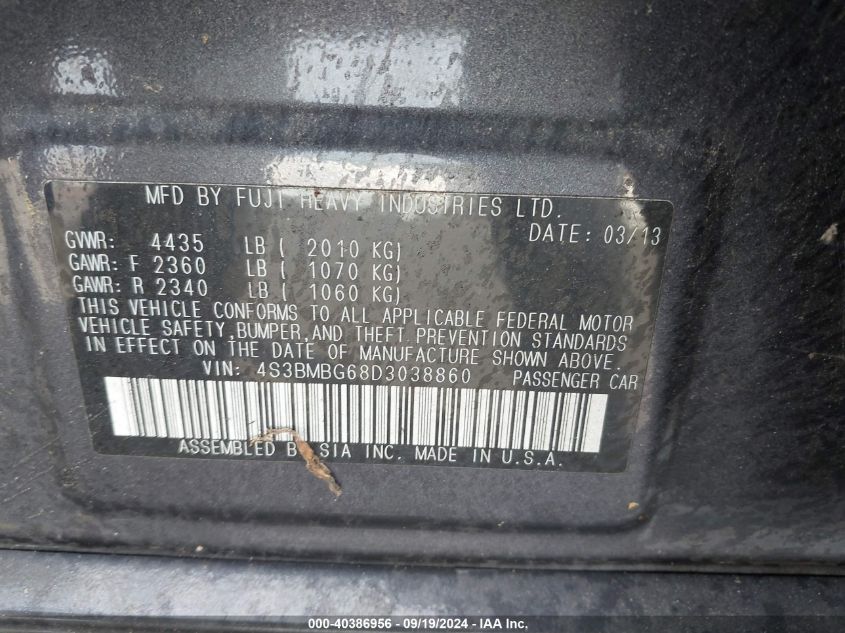 MFD BY FUJI HEAVY INDUSTRIES LTD.
DATE: 03/13
GVWR: 4435 LB ( 2010 KG)
GAWR: F 2360 LB ( 1070 KG)
GAWR: R 2340 LB ( 1060 KG)
THIS VEHICLE CONFORMS TO ALL APPLICABLE FEDERAL MOTOR
VEHICLE SAFETY, BUMPER, AND THEFT PREVENTION STANDARDS
IN EFFECT ON THE DATE OF MANUFACTURE SHOWN ABOVE.
VIN: 4S3BMBG68D3038860 PASSENGER CAR
ASSEMBLED BY SIA INC. MADE IN U.S.A.
000-40386956 - 09/19/2024 - IAAI, Inc.